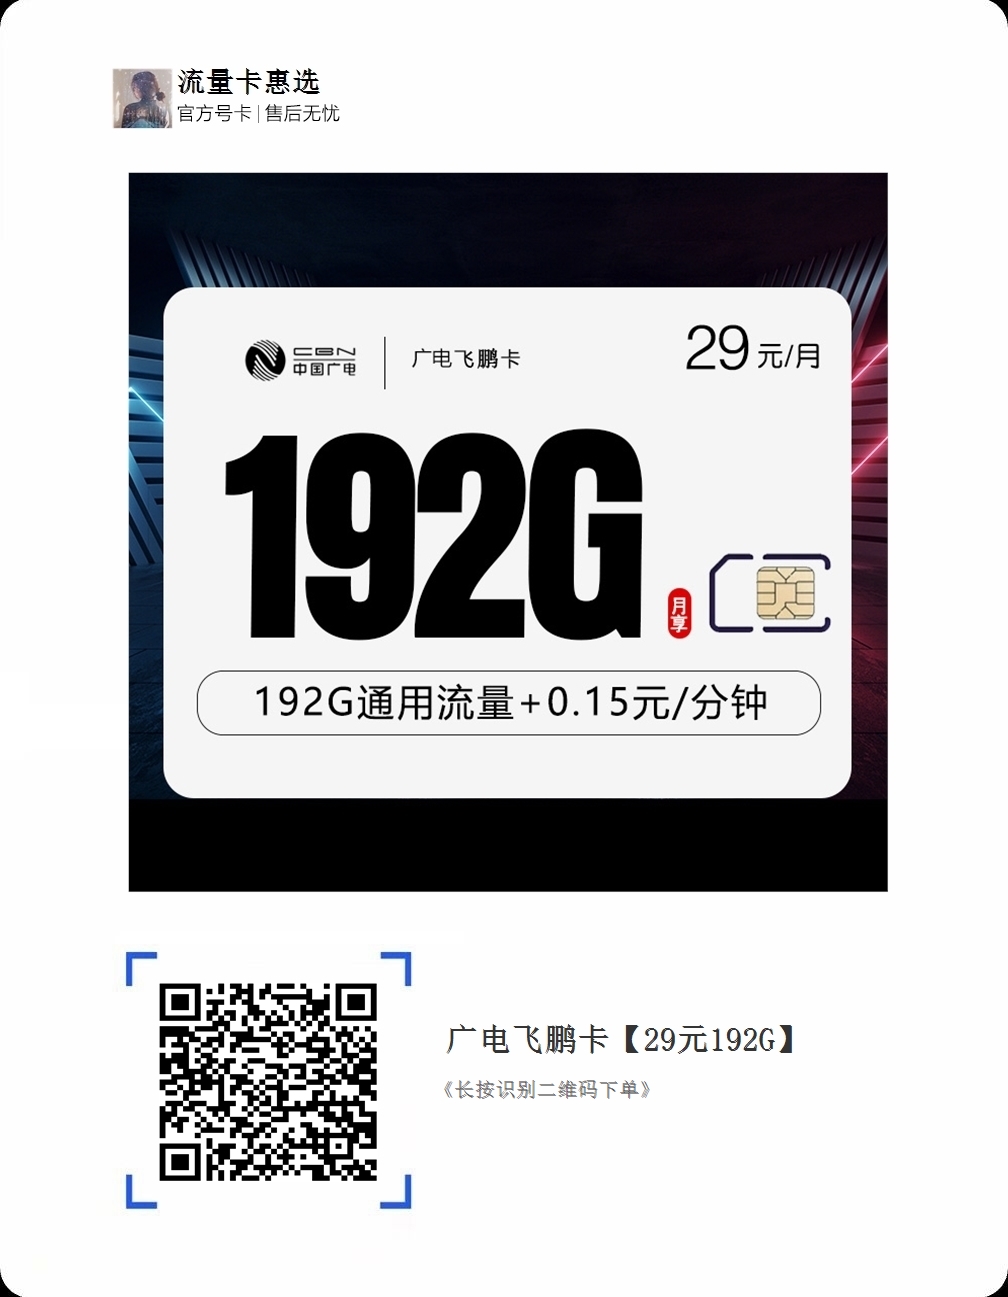 流量卡惠选
官方号卡|售后无忧
CBN
中国广电
广电飞鹏卡
29元/月
192G
月享
192G通用流量+0.15元/分钟
广电飞鹏卡【29元192G】
《长按识别二维码下单》